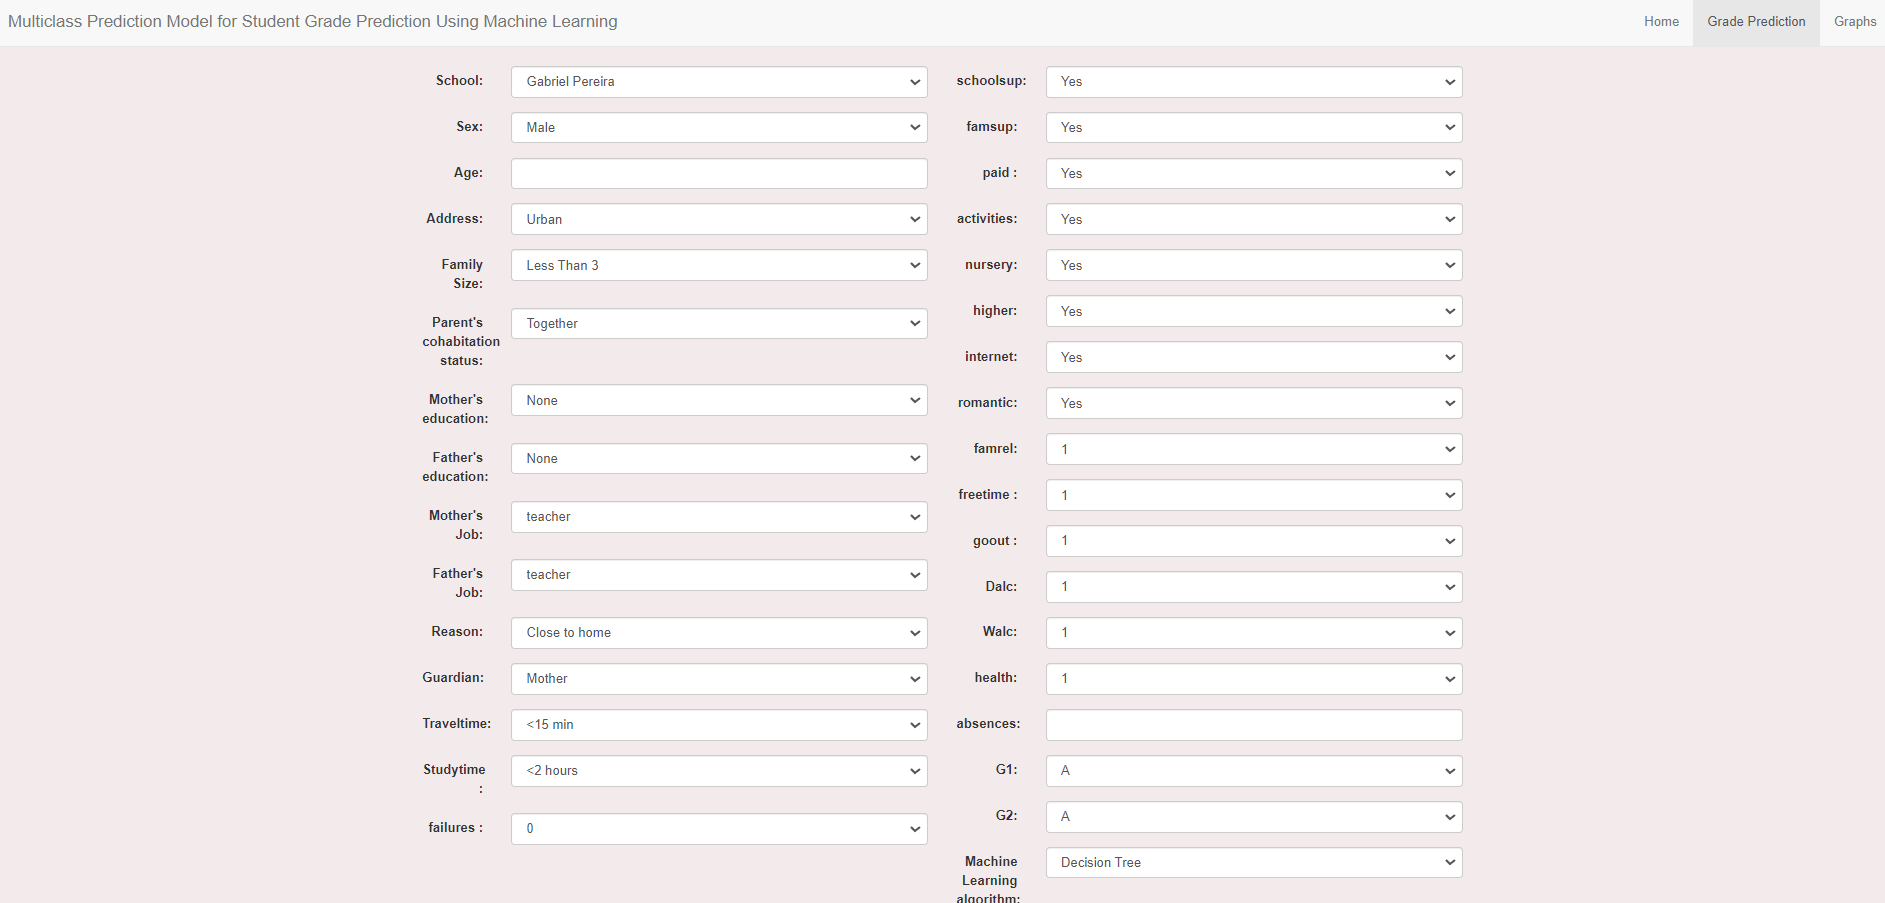 Multiclass Prediction Model for Student Grade Prediction Using Machine Learning
Home
Grade Prediction
Graphs
School:
Gabriel Pereira
Sex:
Male
Age:
Address:
Urban
Family
Size:
Less Than 3
Parent's
cohabitation
status:
Together
Mother's
education:
None
Father's
education:
None
Mother's
Job:
teacher
Father's
Job:
teacher
Reason:
Close to home
Guardian:
Mother
Traveltime:
<15 min
Studytime
:
<2 hours
failures :
0
schoolsup:
Yes
famsup:
Yes
paid :
Yes
activities:
Yes
nursery:
Yes
higher:
Yes
internet:
Yes
romantic:
Yes
famrel:
1
freetime :
1
goout :
1
Dalc:
1
Walc:
1
health:
1
absences:
G1:
A
G2:
A
Machine
Learning
algorithm:
Decision Tree